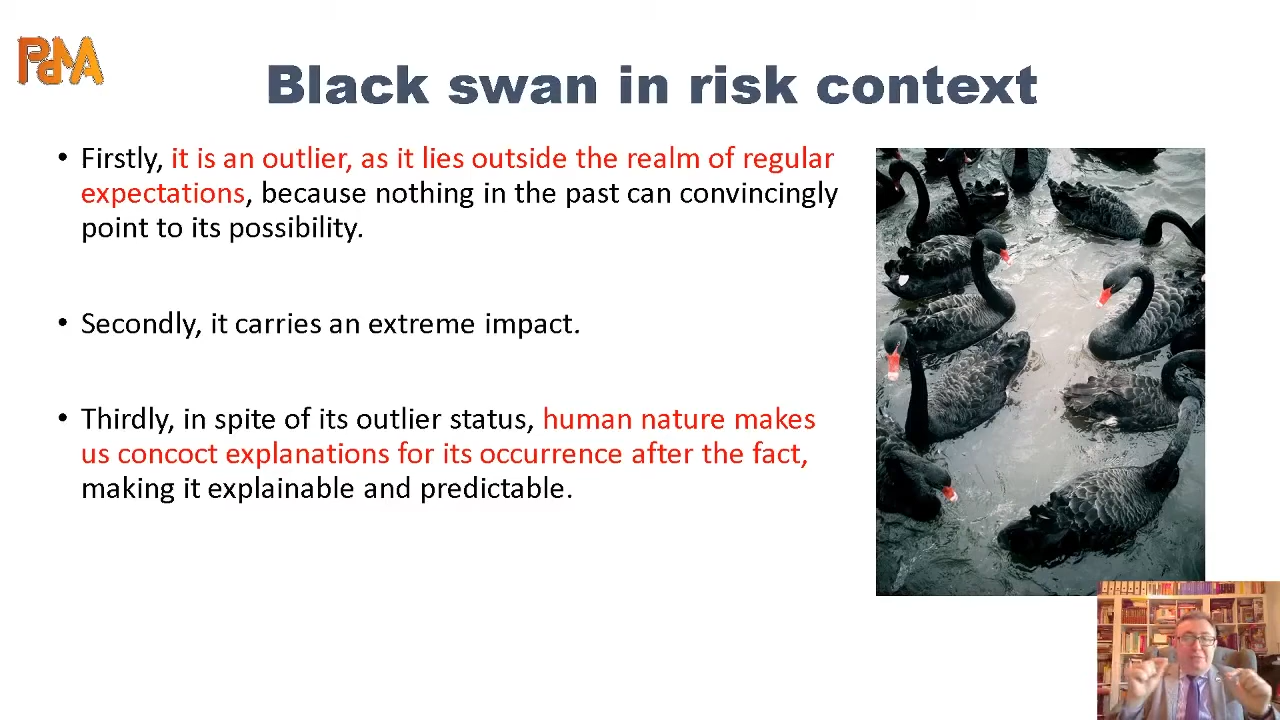 PdMA
Black swan in risk context
• Firstly, it is an outlier, as it lies outside the realm of regular
expectations, because nothing in the past can convincingly
point to its possibility.
• Secondly, it carries an extreme impact.
• Thirdly, in spite of its outlier status, human nature makes
us concoct explanations for its occurrence after the fact,
making it explainable and predictable.